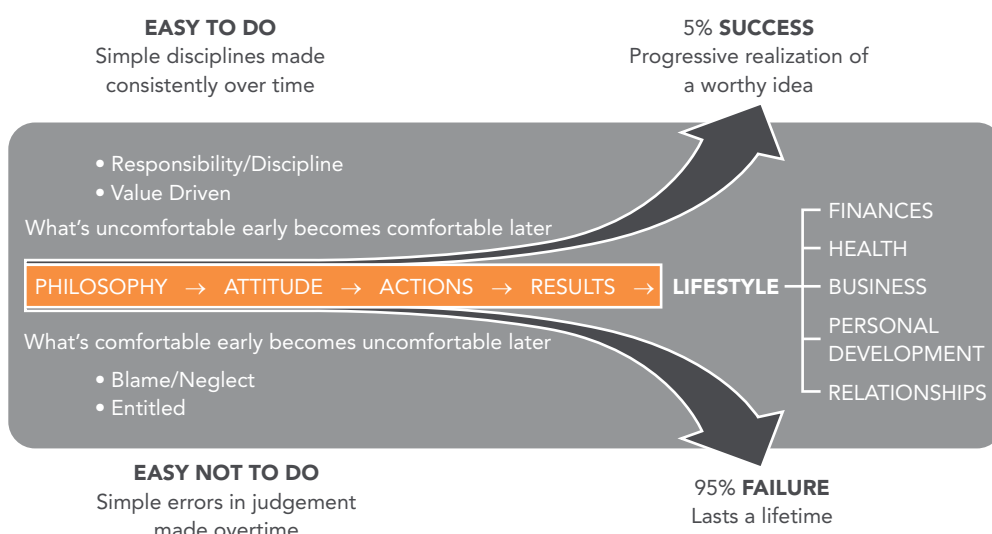 EASY TO DO
Simple disciplines made
consistently over time
5% SUCCESS
Progressive realization of
a worthy idea
• Responsibility/Discipline
• Value Driven
What's uncomfortable early becomes comfortable later
PHILOSOPHY → ATTITUDE → ACTIONS → RESULTS → LIFESTYLE
FINANCES
HEALTH
BUSINESS
PERSONAL
DEVELOPMENT
RELATIONSHIPS
What's comfortable early becomes uncomfortable later
• Blame/Neglect
• Entitled
EASY NOT TO DO
Simple errors in judgement
made overtime
95% FAILURE
Lasts a lifetime